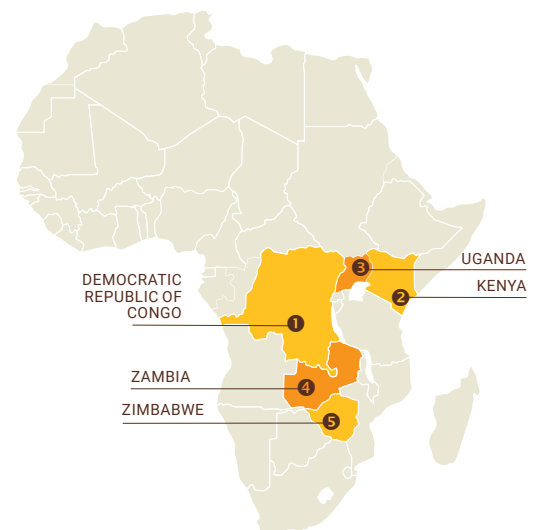 UGANDA
3
DEMOCRATIC
REPUBLIC OF
CONGO
KENYA
2
1
ZAMBIA
4
ZIMBABWE
5